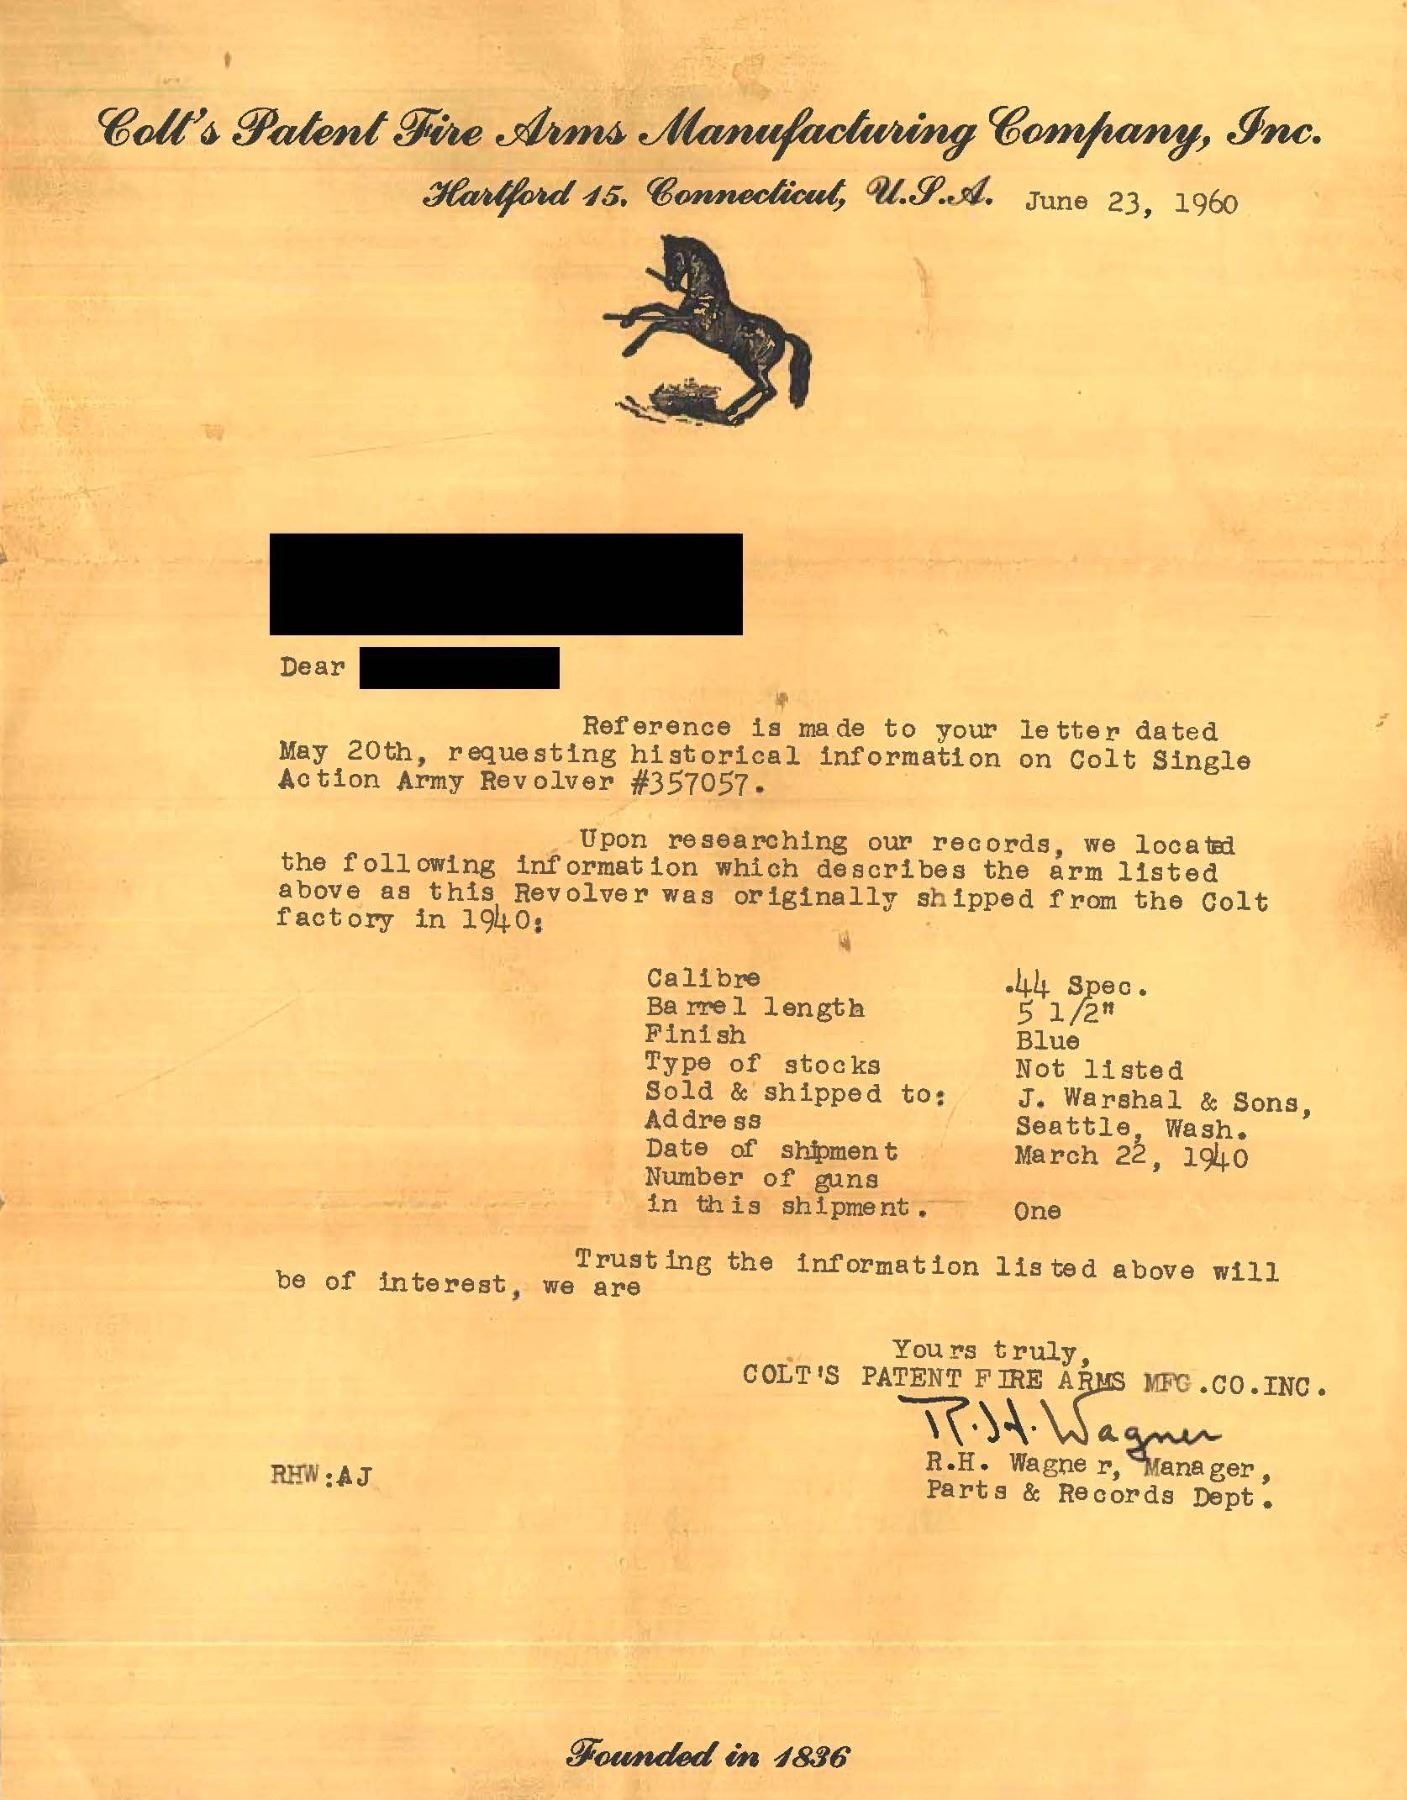 Colt's Patent Fire Arms Manufacturing Company, Inc.
Hartford 15, Connecticut, U.S.A. June 23, 1960
Dear
Reference is made to your letter dated
May 20th, requesting historical information on Colt Single
Action Army Revolver #357057.
Upon researching our records, we located
the following information which describes the arm listed
above as this Revolver was originally shipped from the Colt
factory in 1940:
Calibre .44 Spec.
Barrel length 5 1/2"
Finish Blue
Type of stocks Not listed
Sold & shipped to: J. Warshal & Sons,
Address Seattle, Wash.
Date of shipment March 22, 1940
Number of guns
in this shipment. One
Trusting the information listed above will
be of interest, we are
Yours truly,
COLT'S PATENT FIRE ARMS MFG.CO.INC.
R.H. Wagner
R.H. Wagner, Manager,
RHW:AJ
Parts & Records Dept.
Founded in 1836